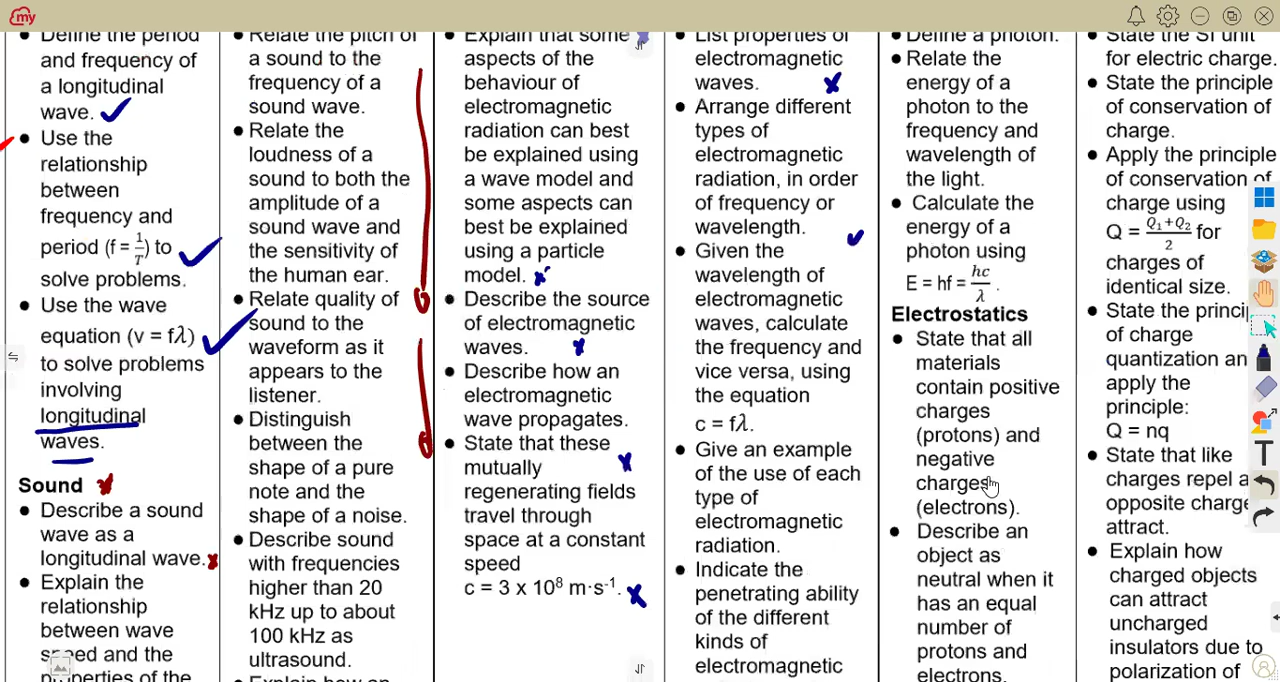 my
Define the period
and frequency of
a longitudinal
wave.
Use the
relationship
between
frequency and
period (f = 1/T) to
solve problems.
Use the wave
equation (v = fλ)
to solve problems
involving
longitudinal
waves.
Sound
Describe a sound
wave as a
longitudinal wave.
Explain the
relationship
between wave
speed and the
properties of the
Relate the pitch of
a sound to the
frequency of a
sound wave.
Relate the
loudness of a
sound to both the
amplitude of a
sound wave and
the sensitivity of
the human ear.
Relate quality of
sound to the
waveform as it
appears to the
listener.
Distinguish
between the
shape of a pure
note and the
shape of a noise.
Describe sound
with frequencies
higher than 20
kHz up to about
100 kHz as
ultrasound.
Explain how an
Explain that some
aspects of the
behaviour of
electromagnetic
radiation can best
be explained using
a wave model and
some aspects can
best be explained
using a particle
model.
Describe the source
of electromagnetic
waves.
Describe how an
electromagnetic
wave propagates.
State that these
mutually
regenerating fields
travel through
space at a constant
speed
c = 3 x 10⁸ m·s⁻¹.
List properties of
electromagnetic
waves.
Arrange different
types of
electromagnetic
radiation, in order
of frequency or
wavelength.
Given the
wavelength of
electromagnetic
waves, calculate
the frequency and
vice versa, using
the equation
c = fλ.
Give an example
of the use of each
type of
electromagnetic
radiation.
Indicate the
penetrating ability
of the different
kinds of
electromagnetic
Define a photon.
Relate the
energy of a
photon to the
frequency and
wavelength of
the light.
Calculate the
energy of a
photon using
E = hf = hc/λ .
Electrostatics
State that all
materials
contain positive
charges
(protons) and
negative
charges
(electrons).
Describe an
object as
neutral when it
has an equal
number of
protons and
electrons.
State the SI unit
for electric charge.
State the principle
of conservation of
charge.
Apply the principle
of conservation of
charge using
Q = Q₁+Q₂/2 for
charges of
identical size.
State the princi
of charge
quantization an
apply the
principle:
Q = nq
State that like
charges repel a
opposite charge
attract.
Explain how
charged objects
can attract
uncharged
insulators due to
polarization of